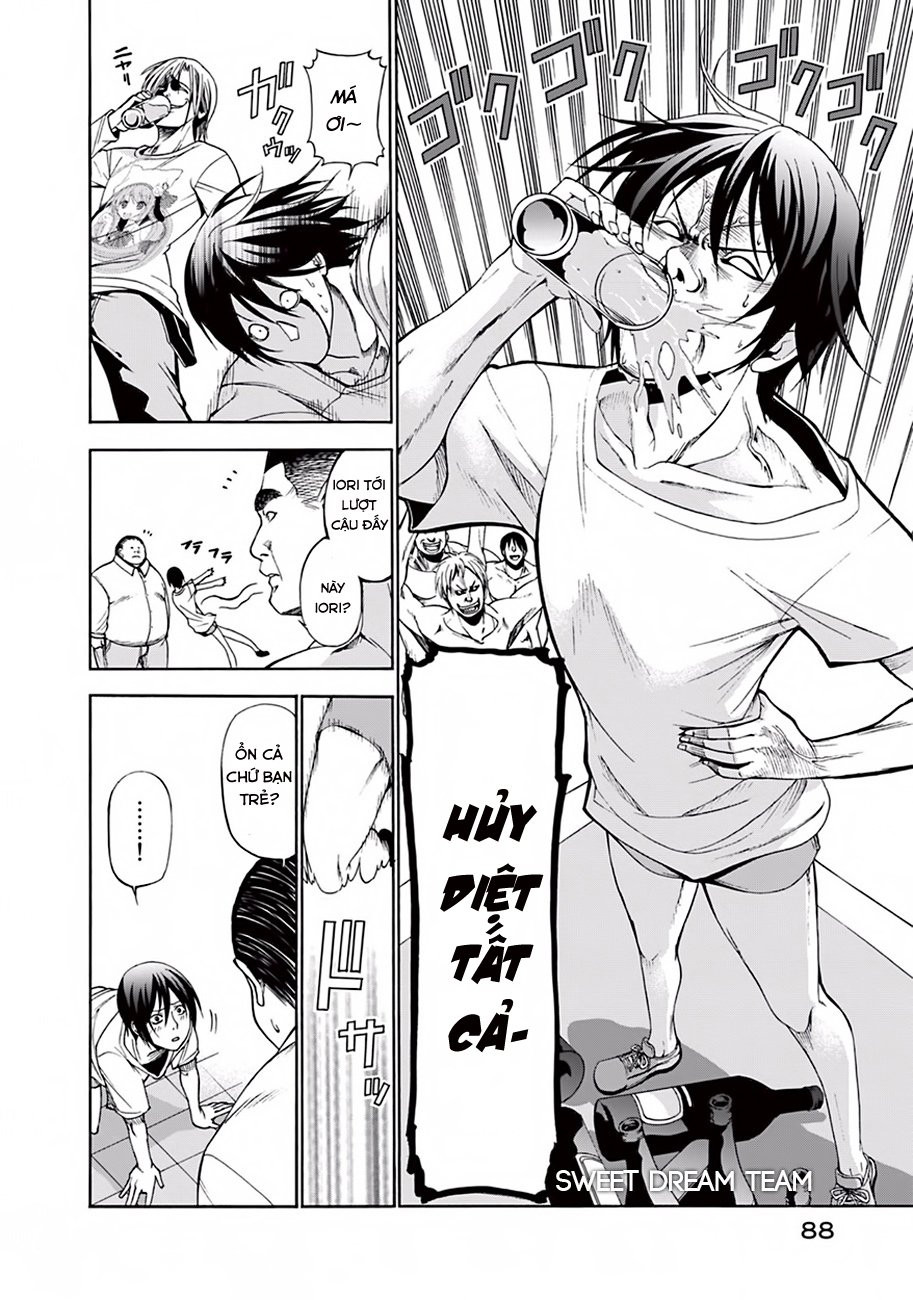 ゴクゴク
ゴクゴク
HỦY
DIỆT
TẤT
CẢ-
MÁ
ƠI~
ガクゥッ
ニヤリ
IORI TỚI
LƯỢT
CẬU ĐẤY
NÀY
IORI?
フラフラ
ドサッ
ỔN CẢ
CHỨ BẠN
TRẺ?
........
SWEET DREAM TEAM
88